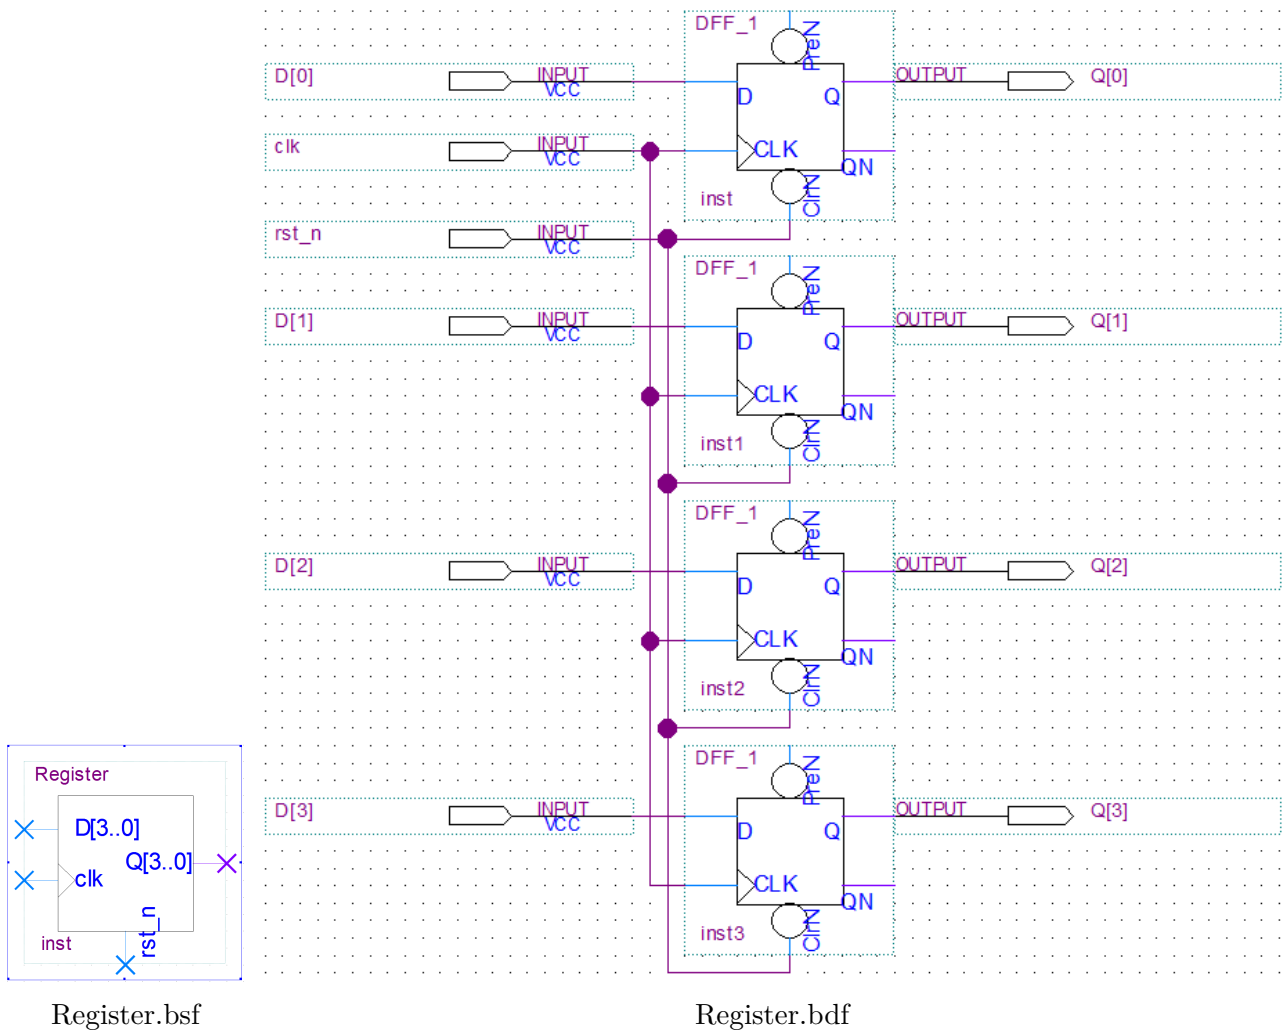 DFF_1
PreN
D[0] INPUT VCC D Q OUTPUT Q[0]
clk INPUT VCC CLK QN
inst ClrN
rst_n INPUT VCC
DFF_1
PreN
D[1] INPUT VCC D Q OUTPUT Q[1]
CLK QN
inst1 ClrN
DFF_1
PreN
D[2] INPUT VCC D Q OUTPUT Q[2]
CLK QN
inst2 ClrN
DFF_1
PreN
D[3] INPUT VCC D Q OUTPUT Q[3]
CLK QN
inst3 ClrN
Register
D[3..0]
Q[3..0]
clk
rst_n
inst
Register.bsf
Register.bdf